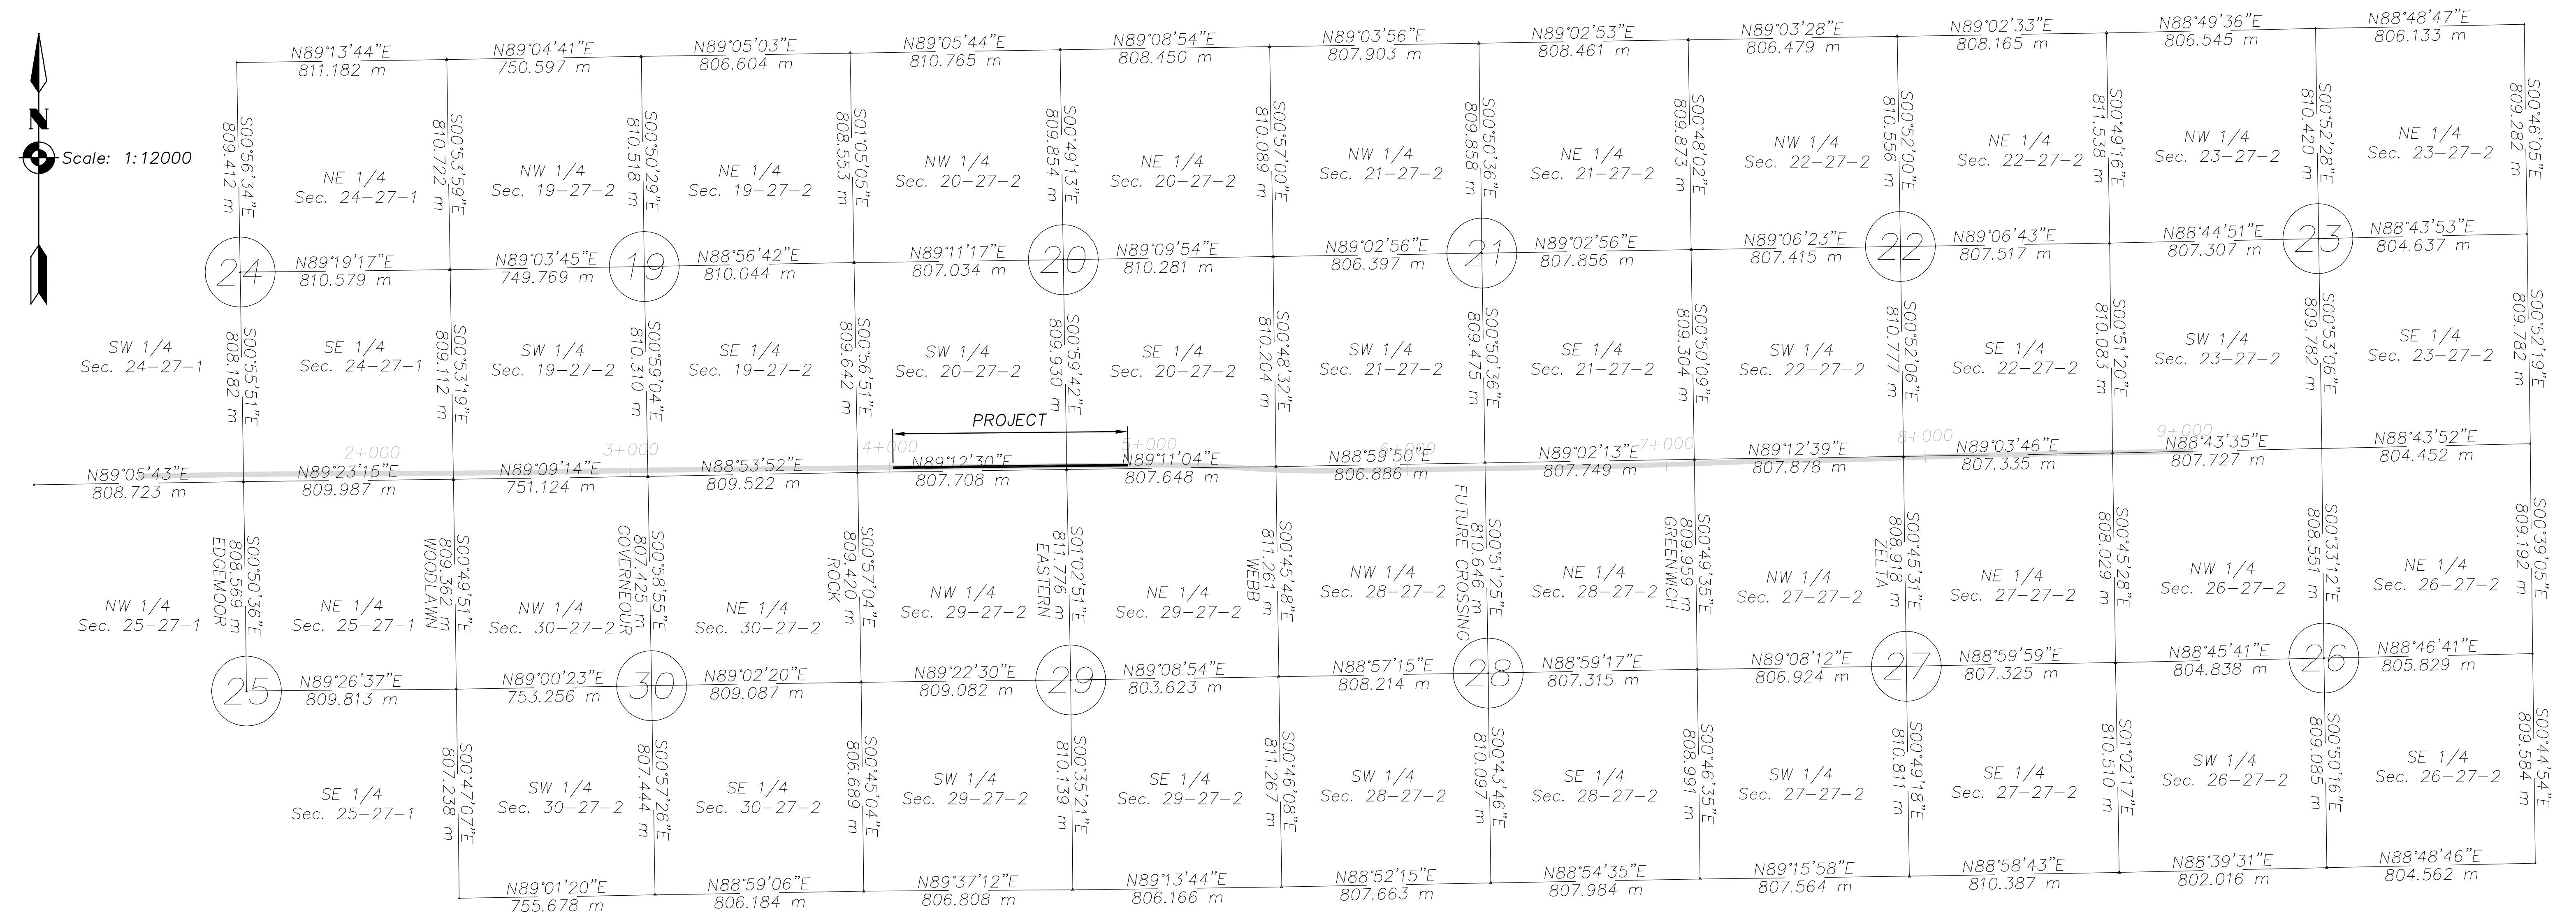 N89°13'44"E
811.182 m
N89°04'41"E
750.597 m
N89°05'03"E
806.604 m
N89°05'44"E
810.765 m
N89°08'54"E
808.450 m
N89°03'56"E
807.903 m
N89°02'53"E
808.461 m
N89°03'28"E
806.479 m
N89°02'33"E
808.165 m
N88°49'36"E
806.545 m
N88°48'47"E
806.133 m
N
Scale: 1:12000
S00°56'34"E
809.412 m
S00°53'59"E
810.722 m
S00°50'29"E
810.518 m
S01°05'05"E
808.553 m
S00°49'13"E
809.854 m
S00°57'00"E
810.089 m
S00°50'36"E
809.858 m
S00°48'02"E
809.873 m
S00°52'00"E
810.556 m
S00°49'16"E
811.538 m
S00°52'28"E
810.420 m
S00°46'05"E
809.282 m
NE 1/4
Sec. 24-27-1
NW 1/4
Sec. 19-27-2
NE 1/4
Sec. 19-27-2
NW 1/4
Sec. 20-27-2
NE 1/4
Sec. 20-27-2
NW 1/4
Sec. 21-27-2
NE 1/4
Sec. 21-27-2
NW 1/4
Sec. 22-27-2
NE 1/4
Sec. 22-27-2
NW 1/4
Sec. 23-27-2
NE 1/4
Sec. 23-27-2
24
N89°19'17"E
810.579 m
N89°03'45"E
749.769 m
19
N88°56'42"E
810.044 m
N89°11'17"E
807.034 m
20
N89°09'54"E
810.281 m
N89°02'56"E
806.397 m
21
N89°02'56"E
807.856 m
N89°06'23"E
807.415 m
22
N89°06'43"E
807.517 m
N88°44'51"E
807.307 m
23
N88°43'53"E
804.637 m
S00°55'51"E
808.182 m
S00°53'19"E
809.112 m
S00°59'04"E
810.310 m
S00°56'51"E
809.642 m
S00°59'42"E
809.930 m
S00°48'32"E
810.204 m
S00°50'36"E
809.475 m
S00°50'09"E
809.304 m
S00°52'06"E
810.777 m
S00°51'20"E
810.083 m
S00°53'06"E
809.782 m
S00°52'19"E
809.782 m
SW 1/4
Sec. 24-27-1
SE 1/4
Sec. 24-27-1
SW 1/4
Sec. 19-27-2
SE 1/4
Sec. 19-27-2
SW 1/4
Sec. 20-27-2
SE 1/4
Sec. 20-27-2
SW 1/4
Sec. 21-27-2
SE 1/4
Sec. 21-27-2
SW 1/4
Sec. 22-27-2
SE 1/4
Sec. 22-27-2
SW 1/4
Sec. 23-27-2
SE 1/4
Sec. 23-27-2
PROJECT
2+000
3+000
4+000
5+000
6+000
7+000
8+000
9+000
N89°05'43"E
808.723 m
N89°23'15"E
809.987 m
N89°09'14"E
751.124 m
N88°53'52"E
809.522 m
N89°12'30"E
807.708 m
N89°11'04"E
807.648 m
N88°59'50"E
806.886 m
N89°02'13"E
807.749 m
N89°12'39"E
807.878 m
N89°03'46"E
807.335 m
N88°43'35"E
807.727 m
N88°43'52"E
804.452 m
S00°50'36"E
808.569 m
EDGEMOOR
S00°49'51"E
809.362 m
WOODLAWN
S00°58'55"E
807.425 m
GOVERNEOUR
S00°57'04"E
809.420 m
ROCK
S01°02'51"E
811.776 m
EASTERN
S00°45'48"E
811.261 m
WEBB
S00°51'25"E
810.646 m
FUTURE CROSSING
S00°49'35"E
809.959 m
GREENWICH
S00°45'31"E
808.918 m
ZELTA
S00°45'28"E
808.029 m
S00°33'12"E
808.551 m
S00°39'05"E
809.192 m
NW 1/4
Sec. 25-27-1
NE 1/4
Sec. 25-27-1
NW 1/4
Sec. 30-27-2
NE 1/4
Sec. 30-27-2
NW 1/4
Sec. 29-27-2
NE 1/4
Sec. 29-27-2
NW 1/4
Sec. 28-27-2
NE 1/4
Sec. 28-27-2
NW 1/4
Sec. 27-27-2
NE 1/4
Sec. 27-27-2
NW 1/4
Sec. 26-27-2
NE 1/4
Sec. 26-27-2
25
N89°26'37"E
809.813 m
N89°00'23"E
753.256 m
30
N89°02'20"E
809.087 m
N89°22'30"E
809.082 m
29
N89°08'54"E
803.623 m
N88°57'15"E
808.214 m
28
N88°59'17"E
807.315 m
N89°08'12"E
806.924 m
27
N88°59'59"E
807.325 m
N88°45'41"E
804.838 m
26
N88°46'41"E
805.829 m
S00°47'07"E
807.238 m
S00°57'26"E
807.444 m
S00°45'04"E
806.689 m
S00°35'21"E
810.139 m
S00°46'08"E
811.267 m
S00°43'46"E
810.097 m
S00°46'35"E
808.991 m
S00°49'18"E
810.811 m
S01°02'17"E
810.510 m
S00°50'16"E
809.085 m
S00°44'54"E
809.584 m
SE 1/4
Sec. 25-27-1
SW 1/4
Sec. 30-27-2
SE 1/4
Sec. 30-27-2
SW 1/4
Sec. 29-27-2
SE 1/4
Sec. 29-27-2
SW 1/4
Sec. 28-27-2
SE 1/4
Sec. 28-27-2
SW 1/4
Sec. 27-27-2
SE 1/4
Sec. 27-27-2
SW 1/4
Sec. 26-27-2
SE 1/4
Sec. 26-27-2
N89°01'20"E
755.678 m
N88°59'06"E
806.184 m
N89°37'12"E
806.808 m
N89°13'44"E
806.166 m
N88°52'15"E
807.663 m
N88°54'35"E
807.984 m
N89°15'58"E
807.564 m
N88°58'43"E
810.387 m
N88°39'31"E
802.016 m
N88°48'46"E
804.562 m